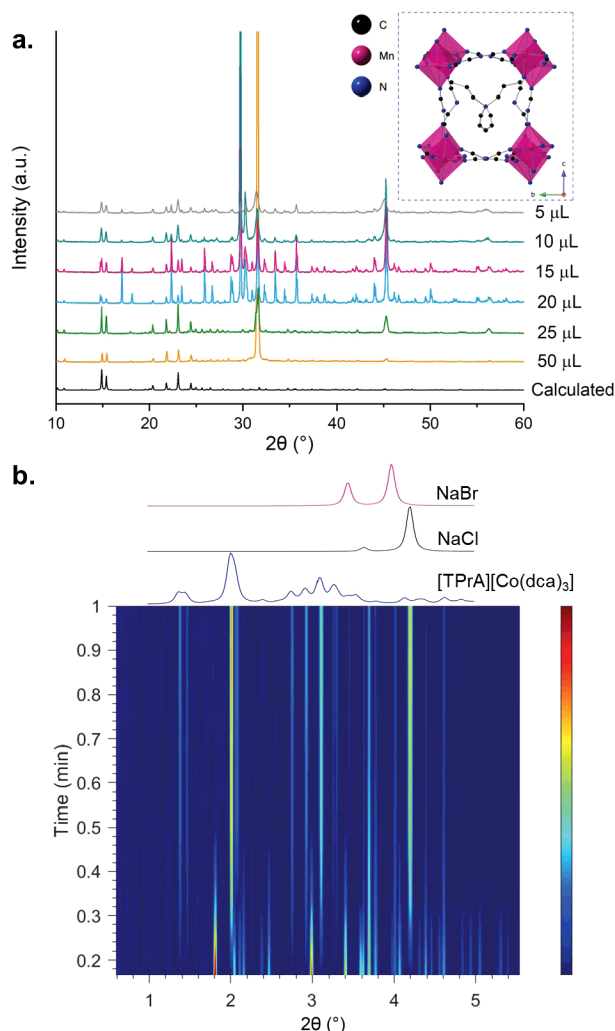 a.
C
Mn
N
c
b
Intensity (a.u.)
5 μL
10 μL
15 μL
20 μL
25 μL
50 μL
Calculated
10 20 30 40 50 60
2θ (°)
b.
NaBr
NaCl
[TPrA][Co(dca)₃]
Time (min)
1
0.9
0.8
0.7
0.6
0.5
0.4
0.3
0.2
1 2 3 4 5
2θ (°)